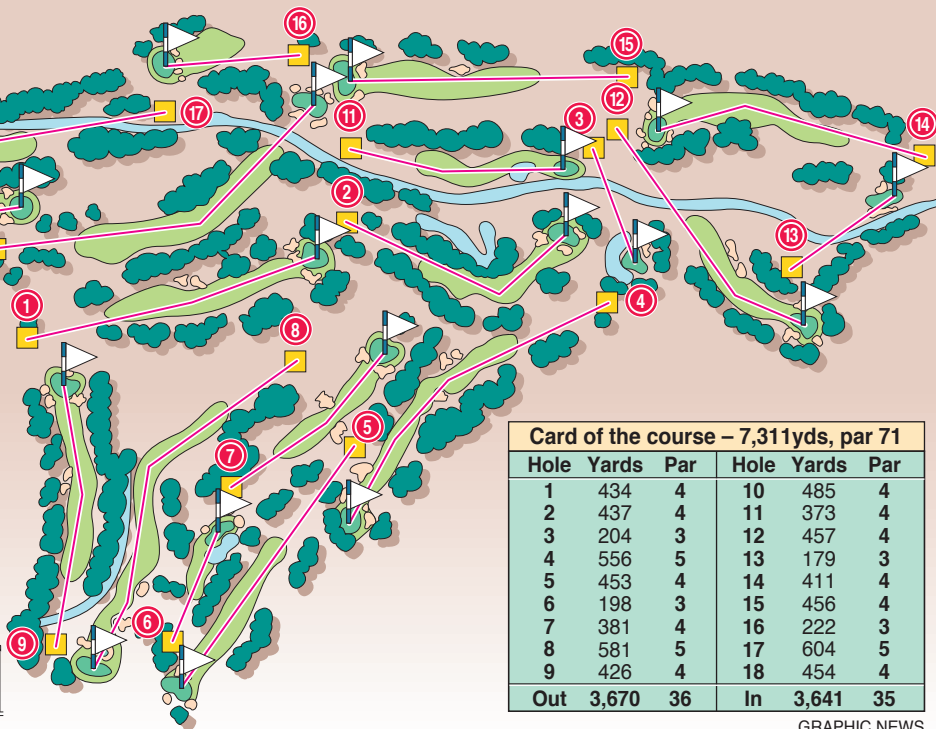 16
15
17
11
3
12
14
2
13
1
4
8
5
7
6
9
Card of the course – 7,311yds, par 71
Hole Yards Par Hole Yards Par
1 434 4 10 485 4
2 437 4 11 373 4
3 204 3 12 457 4
4 556 5 13 179 3
5 453 4 14 411 4
6 198 3 15 456 4
7 381 4 16 222 3
8 581 5 17 604 5
9 426 4 18 454 4
Out 3,670 36 In 3,641 35
GRAPHIC NEWS